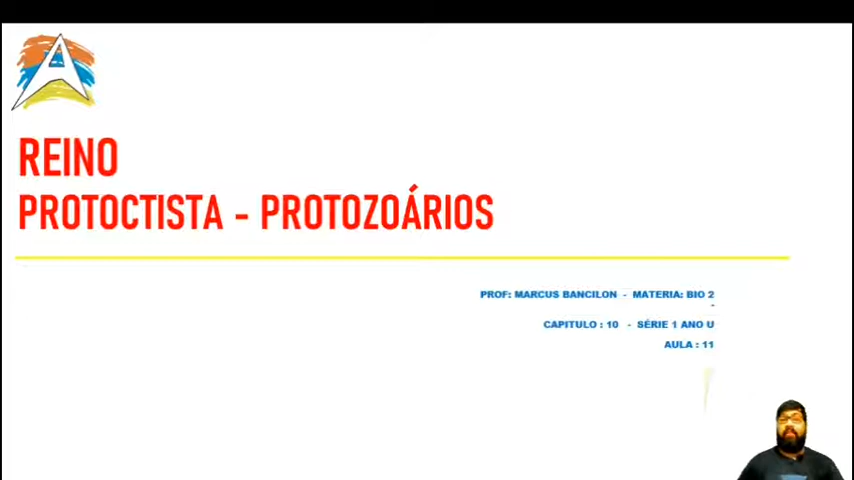 REINO
PROTOCTISTA - PROTOZOÁRIOS
PROF: MARCUS BANCILON - MATERIA: BIO 2
-
CAPITULO : 10 - SÉRIE 1 ANO U
AULA : 11